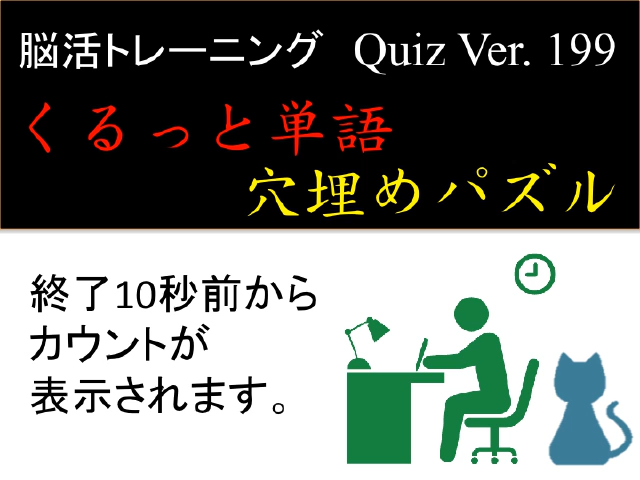 脳活トレーニング Quiz Ver. 199
くるっと単語
穴埋めパズル
終了10秒前から
カウントが
表示されます。